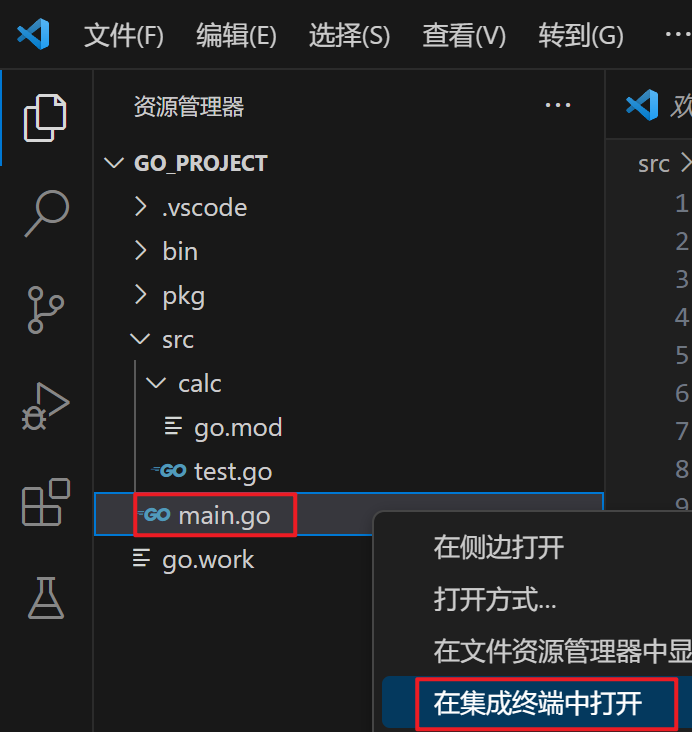 文件(F) 编辑(E) 选择(S) 查看(V) 转到(G) ···
资源管理器 ···
GO_PROJECT
.vscode
bin
pkg
src
calc
go.mod
GO test.go
GO main.go
go.work
欢
src
1
2
3
4
5
6
7
8
9
在侧边打开
打开方式...
在文件资源管理器中显
在集成终端中打开